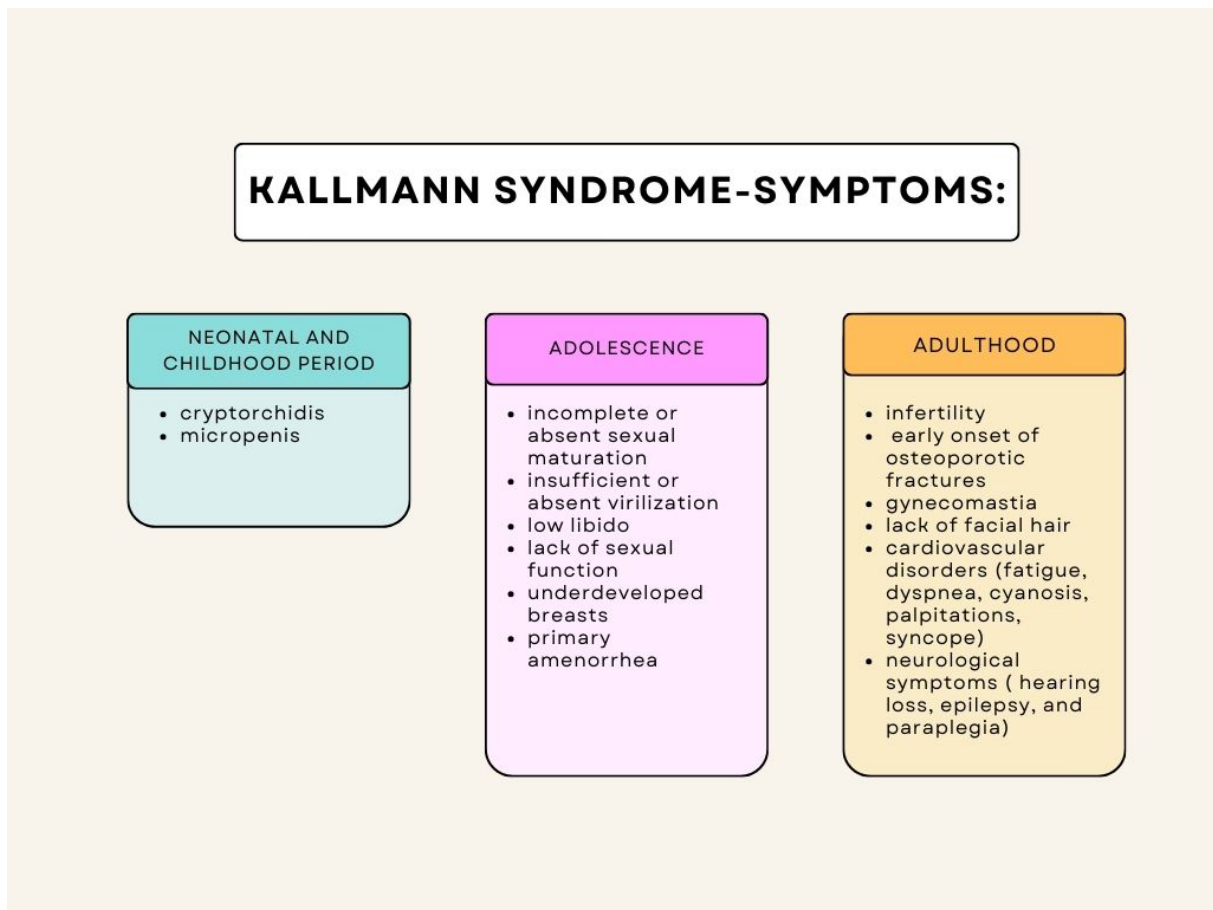 KALLMANN SYNDROME-SYMPTOMS:
NEONATAL AND
CHILDHOOD PERIOD
• cryptorchidis
• micropenis
ADOLESCENCE
• incomplete or
absent sexual
maturation
• insufficient or
absent virilization
• low libido
• lack of sexual
function
• underdeveloped
breasts
• primary
amenorrhea
ADULTHOOD
• infertility
• early onset of
osteoporotic
fractures
• gynecomastia
• lack of facial hair
• cardiovascular
disorders (fatigue,
dyspnea, cyanosis,
palpitations,
syncope)
• neurological
symptoms ( hearing
loss, epilepsy, and
paraplegia)